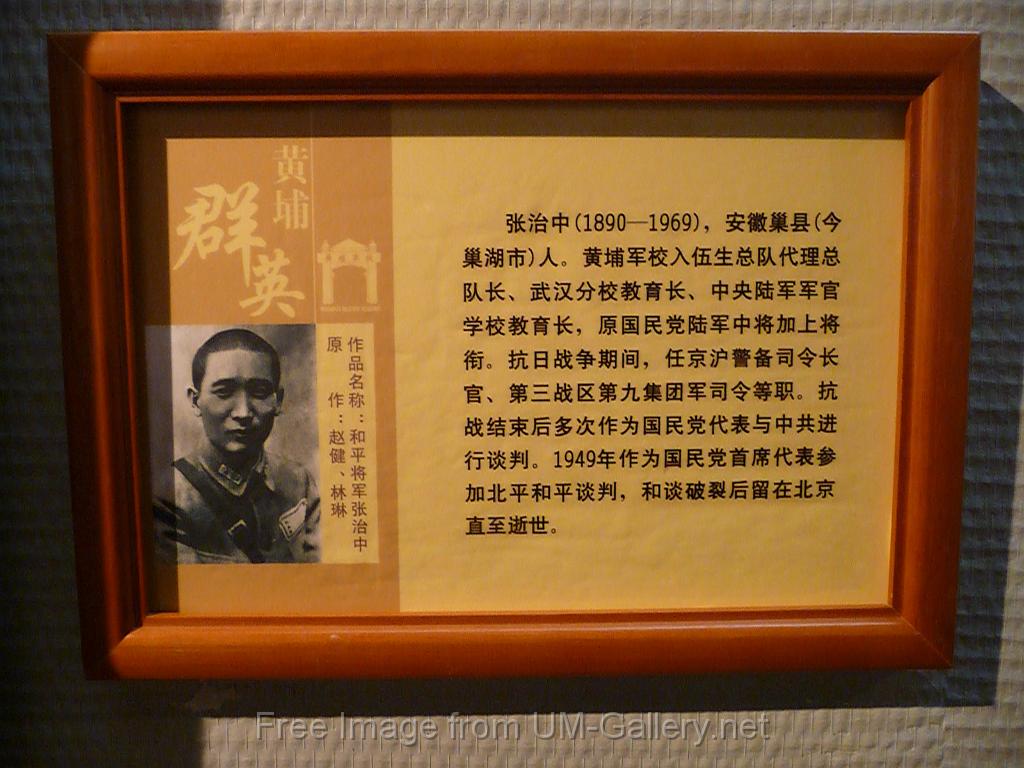 黄埔
群英
作品名称：和平将军张治中
原 作：赵健、林琳
张治中(1890—1969)，安徽巢县(今
巢湖市)人。黄埔军校入伍生总队代理总
队长、武汉分校教育长、中央陆军军官
学校教育长，原国民党陆军中将加上将
衔。抗日战争期间，任京沪警备司令长
官、第三战区第九集团军司令等职。抗
战结束后多次作为国民党代表与中共进
行谈判。1949年作为国民党首席代表参
加北平和平谈判，和谈破裂后留在北京
直至逝世。
Free Image from UM-Gallery.net